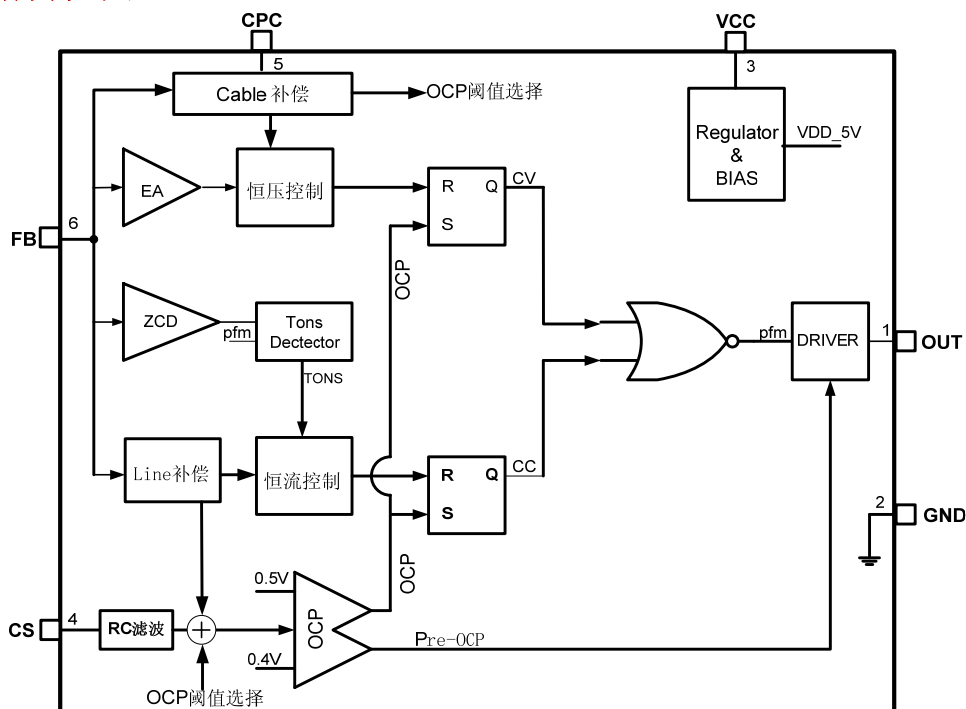 CPC
VCC
5
3
Cable 补偿
OCP阈值选择
Regulator
&
BIAS
VDD_5V
EA
恒压控制
R
Q
CV
S
6
FB
OCP
ZCD
pfm
Tons
Dectector
TONS
pfm
DRIVER
1
OUT
Line补偿
恒流控制
R
Q
CC
S
2
GND
OCP
0.5V
CS
4
RC滤波
OCP
Pre-OCP
0.4V
OCP阈值选择